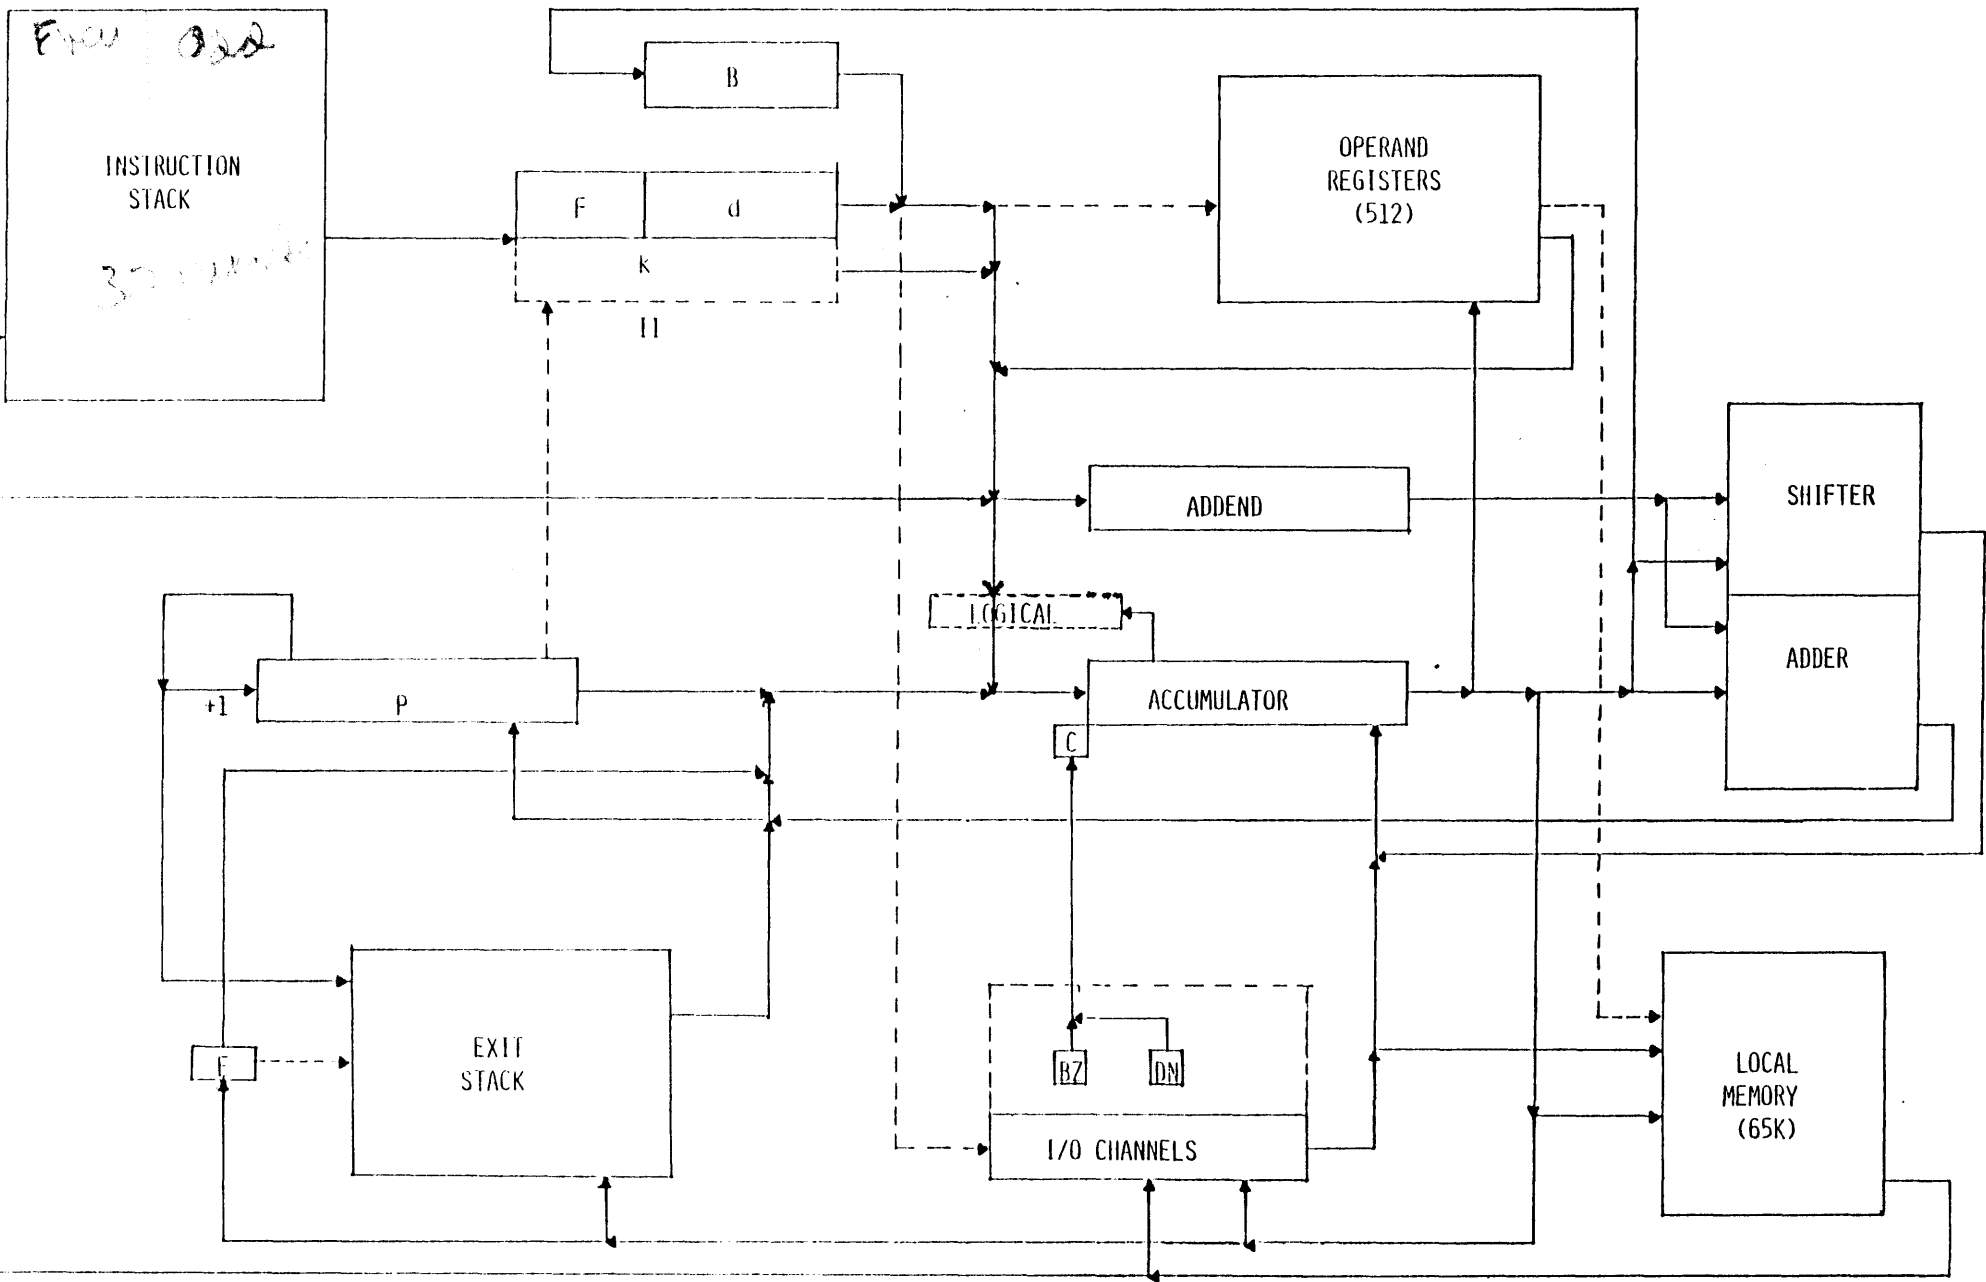 INSTRUCTION
STACK
B
F
d
k
II
OPERAND
REGISTERS
(512)
ADDEND
SHIFTER
LOGICAL
ADDER
+1
P
ACCUMULATOR
C
EXIT
STACK
E
BZ
DN
I/O CHANNELS
LOCAL
MEMORY
(65K)